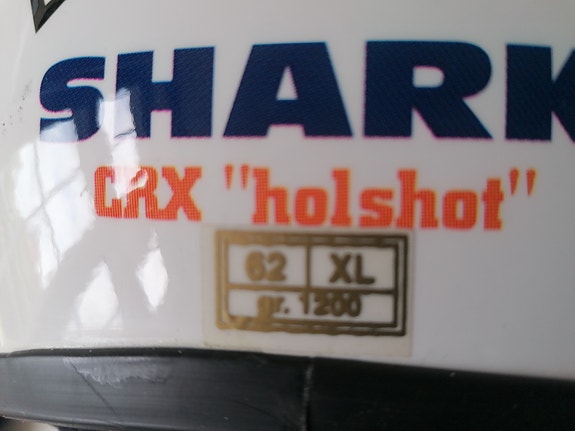 SHARK
CRX "holshot"
62 XL
gr. 1200